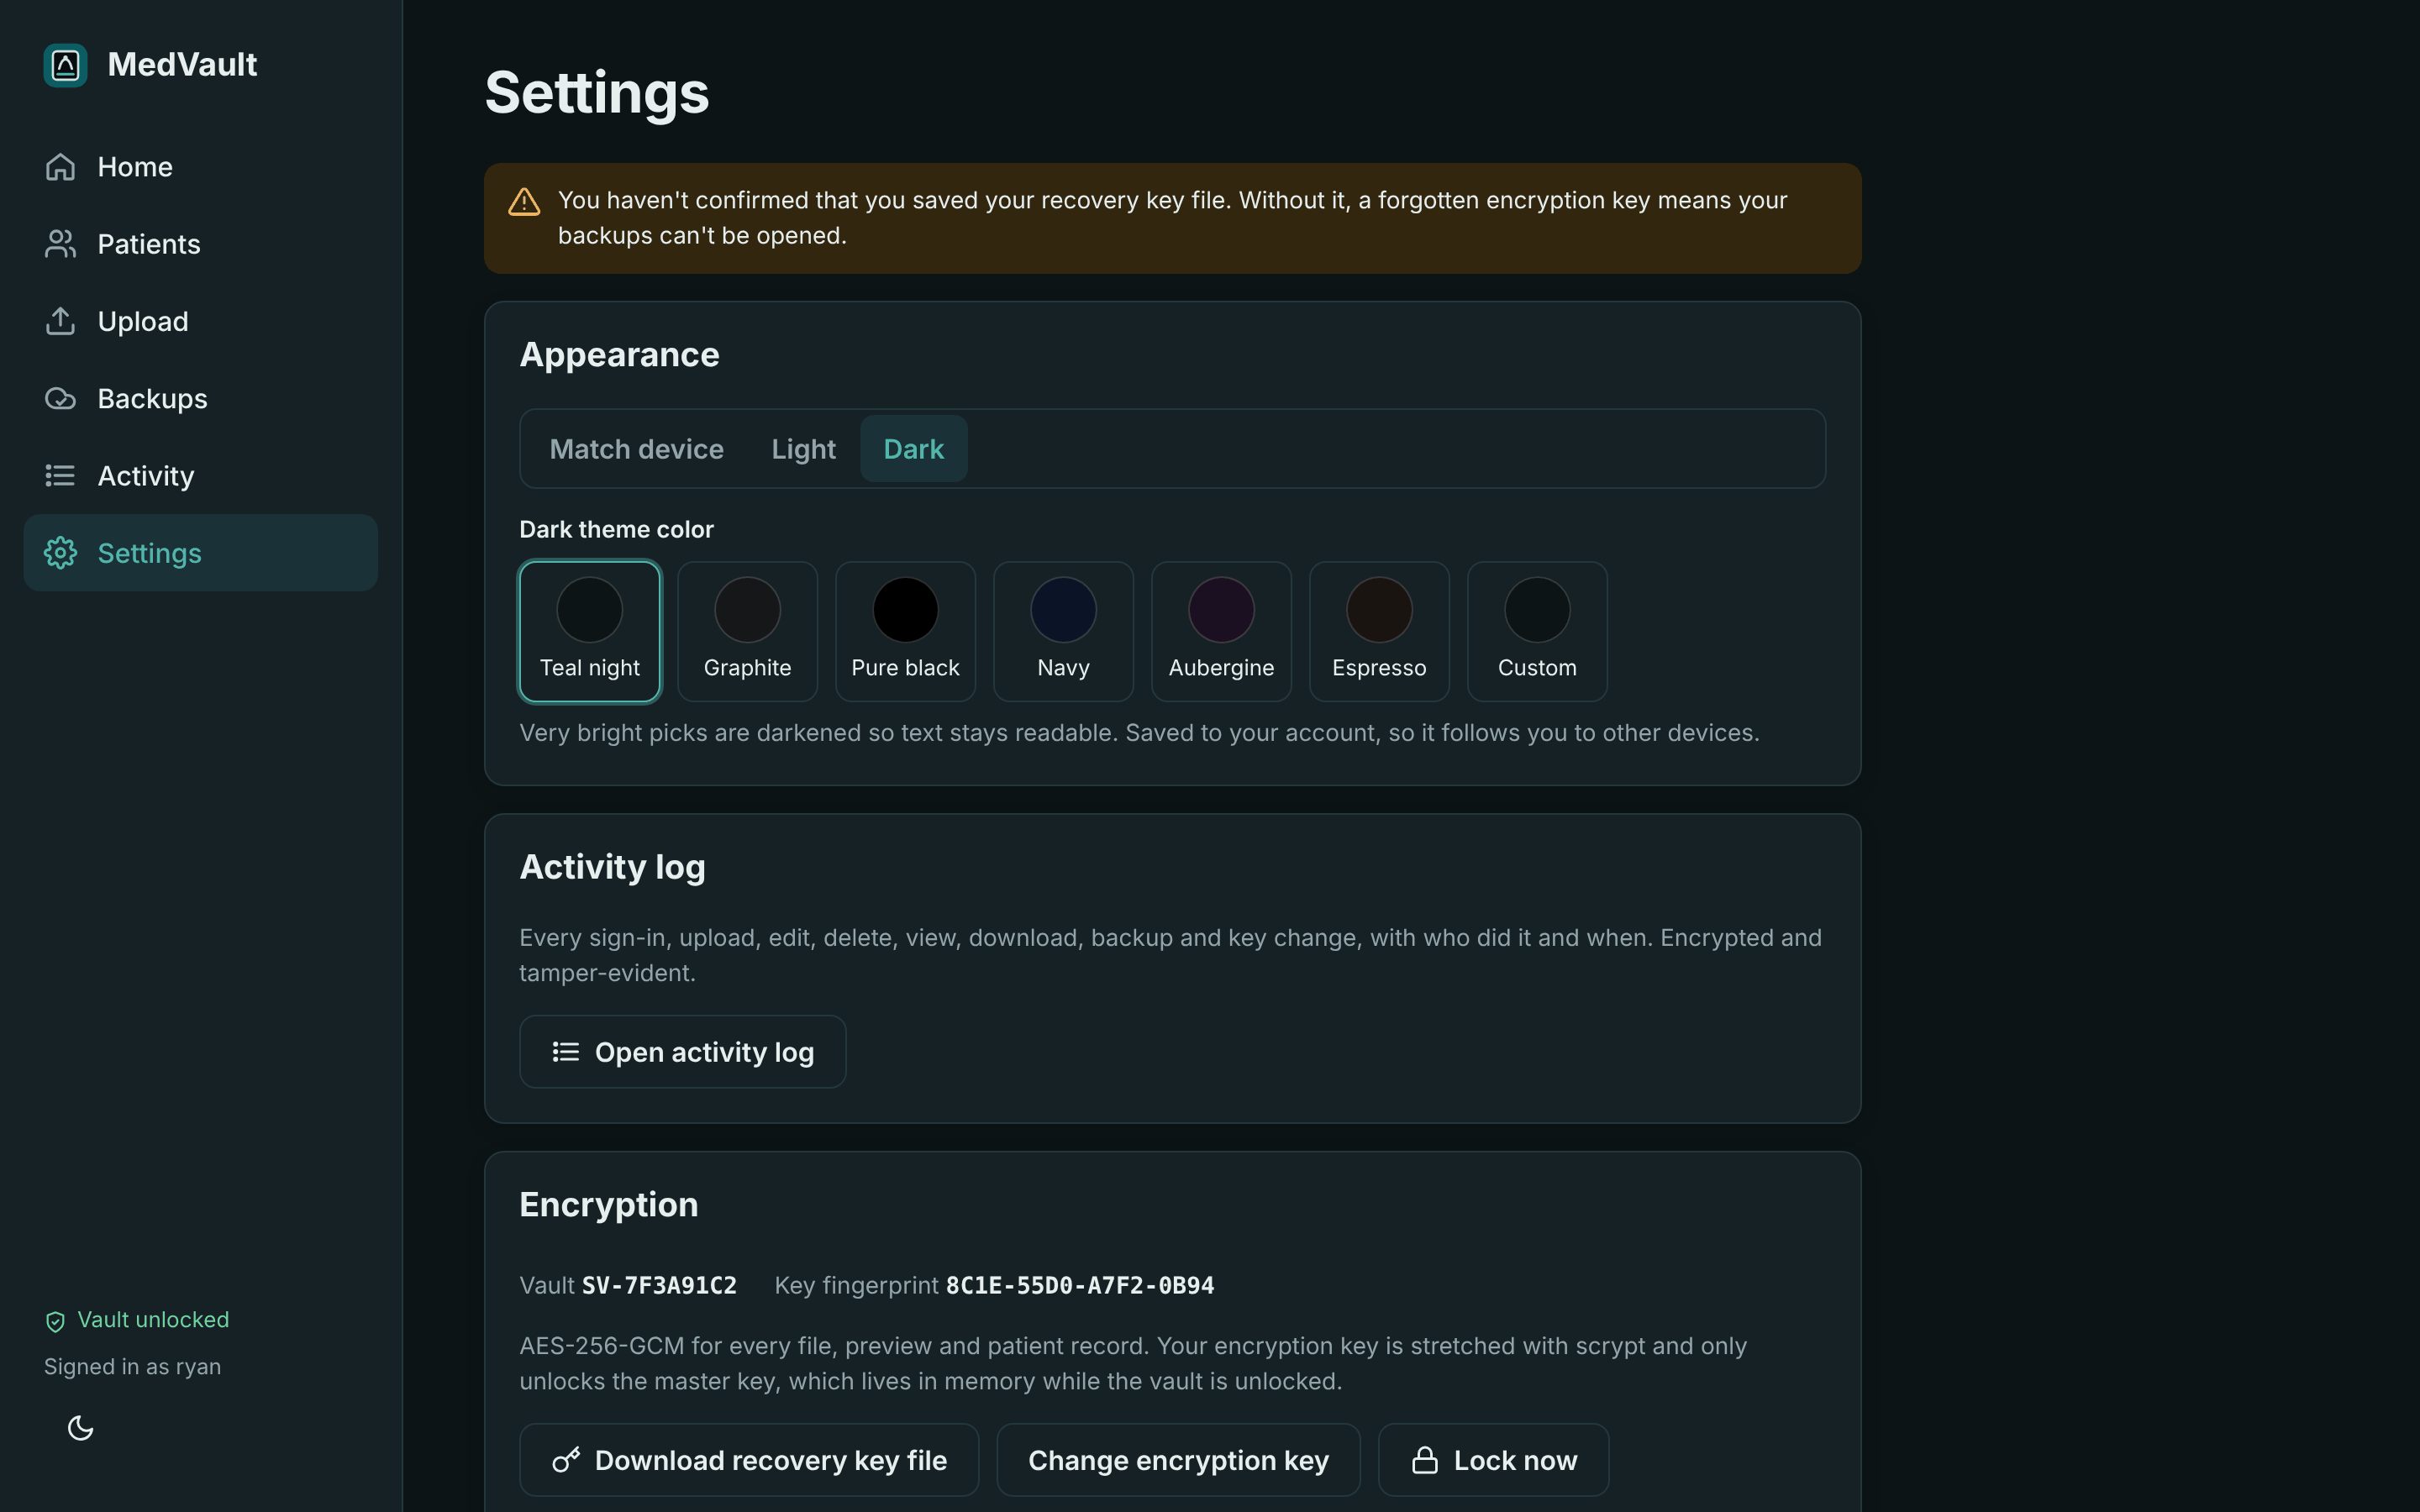 MedVault
Home
Patients
Upload
Backups
Activity
Settings
Vault unlocked
Signed in as ryan
Settings
You haven't confirmed that you saved your recovery key file. Without it, a forgotten encryption key means your
backups can't be opened.
Appearance
Match device Light Dark
Dark theme color
Teal night Graphite Pure black Navy Aubergine Espresso Custom
Very bright picks are darkened so text stays readable. Saved to your account, so it follows you to other devices.
Activity log
Every sign-in, upload, edit, delete, view, download, backup and key change, with who did it and when. Encrypted and
tamper-evident.
Open activity log
Encryption
Vault SV-7F3A91C2 Key fingerprint 8C1E-55D0-A7F2-0B94
AES-256-GCM for every file, preview and patient record. Your encryption key is stretched with scrypt and only
unlocks the master key, which lives in memory while the vault is unlocked.
Download recovery key file Change encryption key Lock now